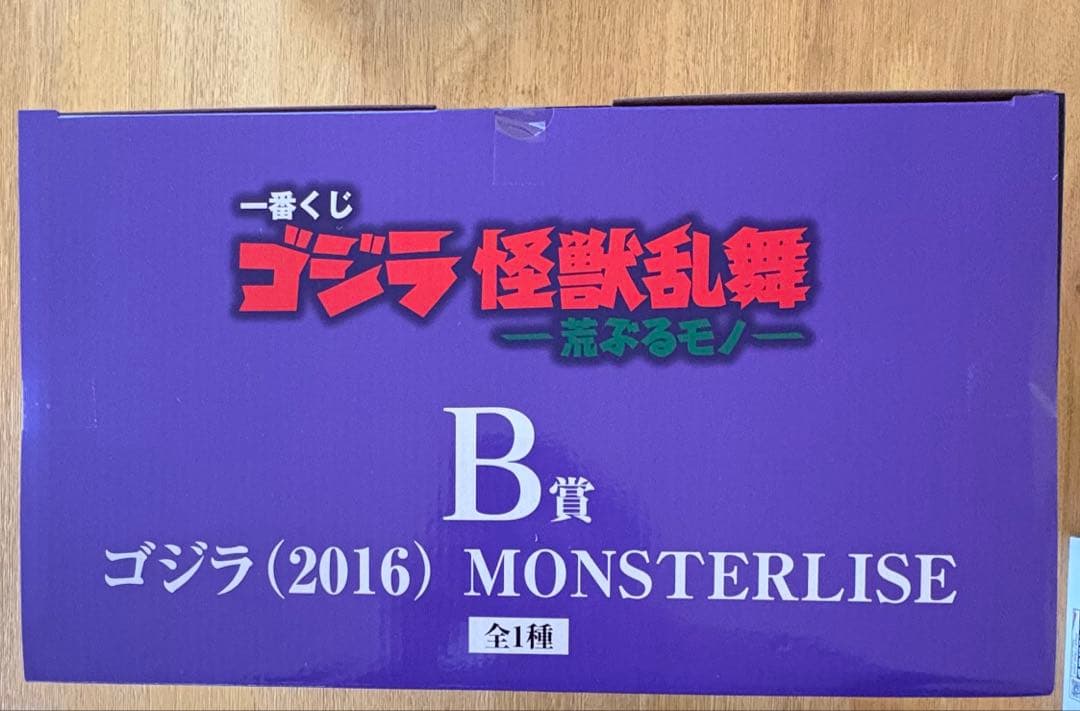 一番くじ
ゴジラ 怪獣乱舞
―荒ぶるモノ―
B賞
ゴジラ(2016) MONSTERLISE
全1種